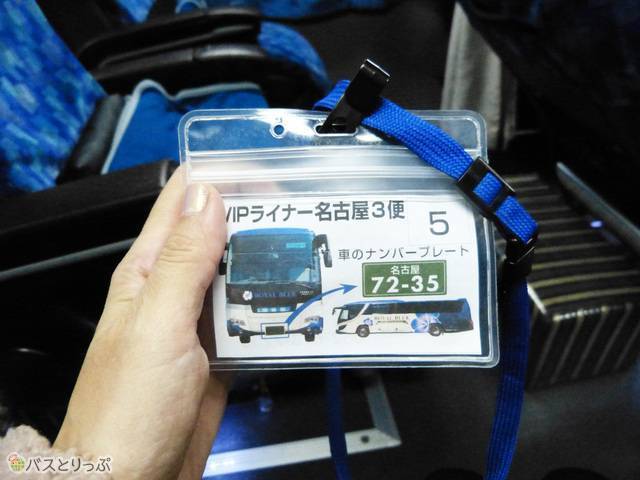 VIPライナー名古屋3便
5
車のナンバープレート
名古屋
72-35
ROYAL BLUE
ROYAL BLUE
バスとりっぷ